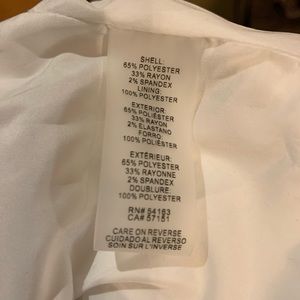 SHELL:
65% POLYESTER
33% RAYON
2% SPANDEX
LINING:
100% POLYESTER
EXTERIOR:
65% POLIÉSTER
33% RAYON
2% ELASTANO
FORRO:
100% POLIÉSTER
EXTÉRIEUR:
65% POLYESTER
33% RAYONNE
2% SPANDEX
DOUBLURE:
100% POLYESTER
RN# 54163
CA# 57151
CARE ON REVERSE
CUIDADO AL REVERSO
SOIN SUR L'INVERSE